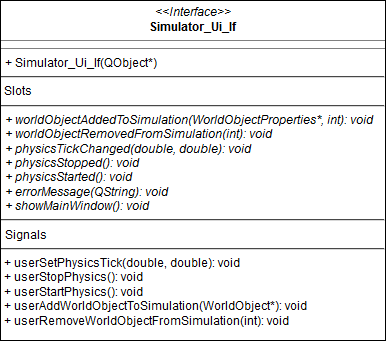 <<Interface>>
Simulator_Ui_If
+ Simulator_Ui_If(QObject*)
Slots
+ worldObjectAddedToSimulation(WorldObjectProperties*, int): void
+ worldObjectRemovedFromSimulation(int): void
+ physicsTickChanged(double, double): void
+ physicsStopped(): void
+ physicsStarted(): void
+ errorMessage(QString): void
+ showMainWindow(): void
Signals
+ userSetPhysicsTick(double, double): void
+ userStopPhysics(): void
+ userStartPhysics(): void
+ userAddWorldObjectToSimulation(WorldObject*): void
+ userRemoveWorldObjectFromSimulation(int): void